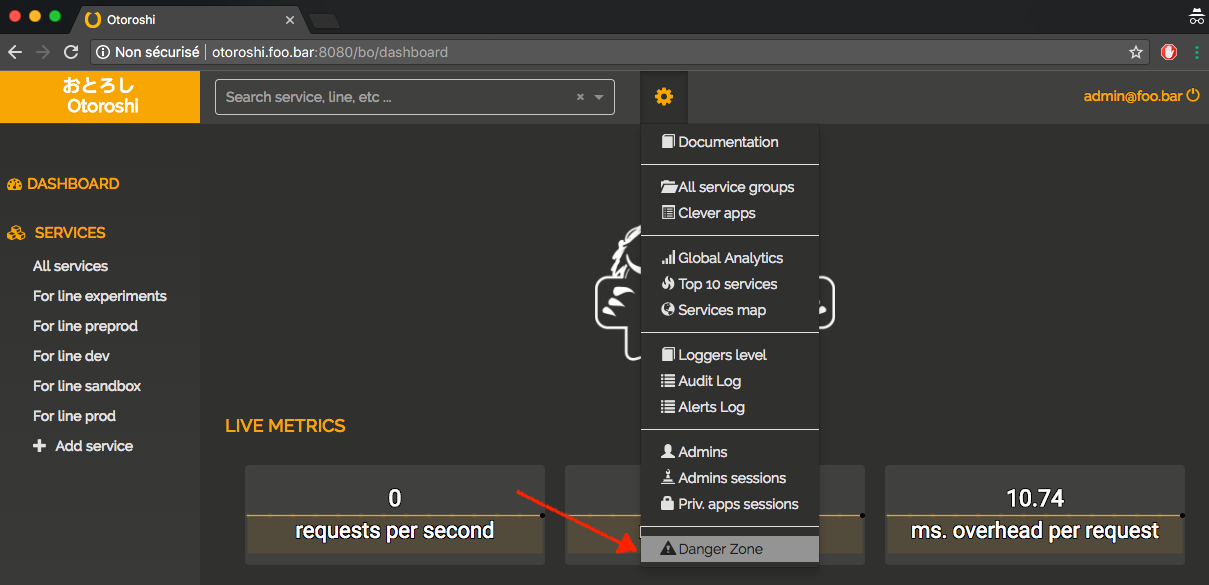 Otoroshi
Non sécurisé
otoroshi.foo.bar:8080/bo/dashboard
おとろし
Otoroshi
Search service, line, etc ...
admin@foo.bar
DASHBOARD
SERVICES
All services
For line experiments
For line preprod
For line dev
For line sandbox
For line prod
Add service
Documentation
All service groups
Clever apps
Global Analytics
Top 10 services
Services map
Loggers level
Audit Log
Alerts Log
Admins
Admins sessions
Priv. apps sessions
Danger Zone
LIVE METRICS
0
requests per second
10.74
ms. overhead per request